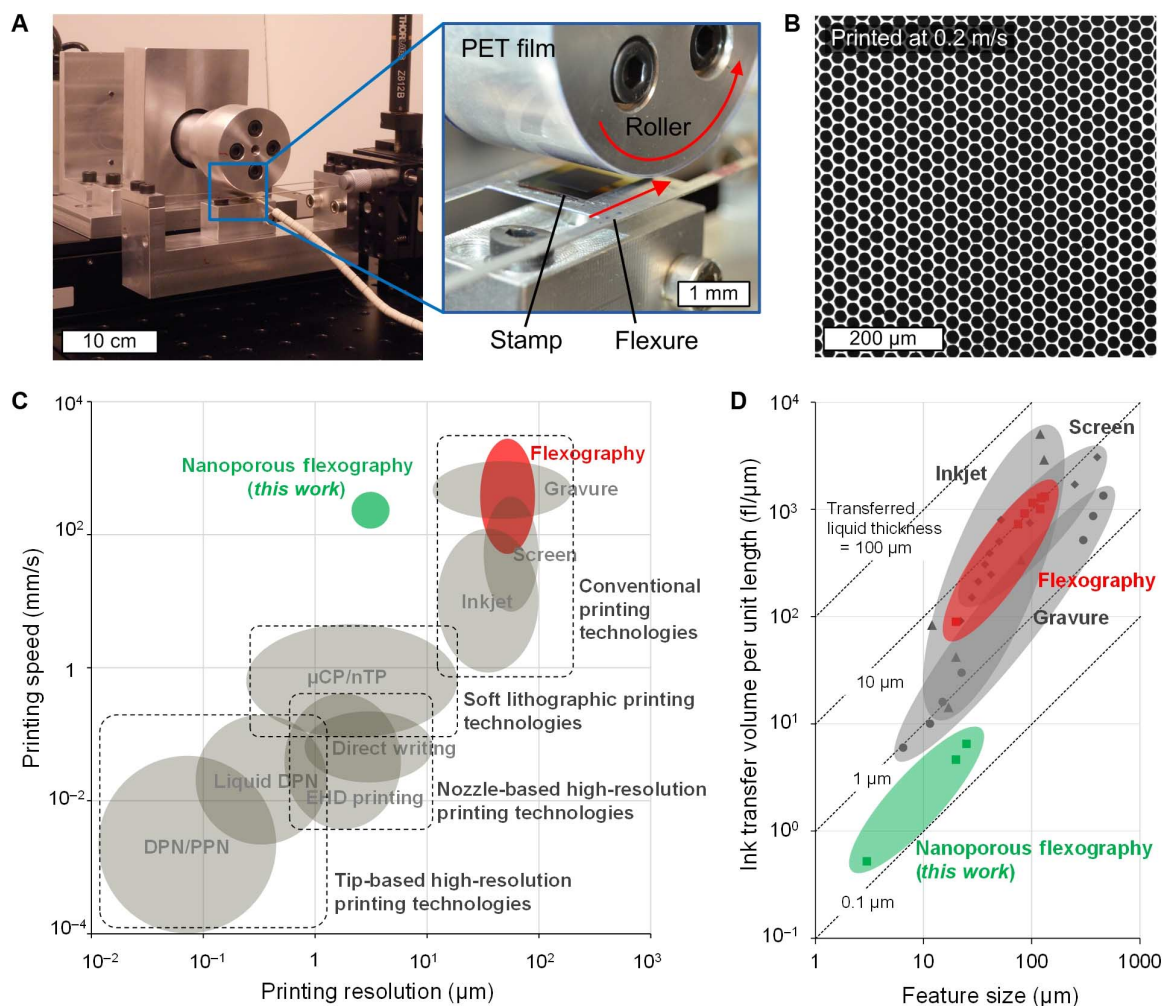 A
THORLABS
Z812B
10 cm
PET film
Roller
1 mm
Stamp
Flexure
B
Printed at 0.2 m/s
200 µm
C
10⁴
10²
1
10⁻²
10⁻⁴
Printing speed (mm/s)
Nanoporous flexography
(this work)
Flexography
Gravure
Screen
Inkjet
Conventional
printing
technologies
µCP/nTP
Soft lithographic printing
technologies
Direct writing
Liquid DPN
EHD printing
Nozzle-based high-resolution
printing technologies
DPN/PPN
Tip-based high-resolution
printing technologies
10⁻²
10⁻¹
1
10¹
10²
10³
Printing resolution (µm)
D
10⁴
10³
10²
10¹
10⁰
10⁻¹
Ink transfer volume per unit length (fl/µm)
Screen
Inkjet
Transferred
liquid thickness
= 100 µm
Flexography
Gravure
10 µm
1 µm
Nanoporous flexography
(this work)
0.1 µm
1
10
100
1000
Feature size (µm)